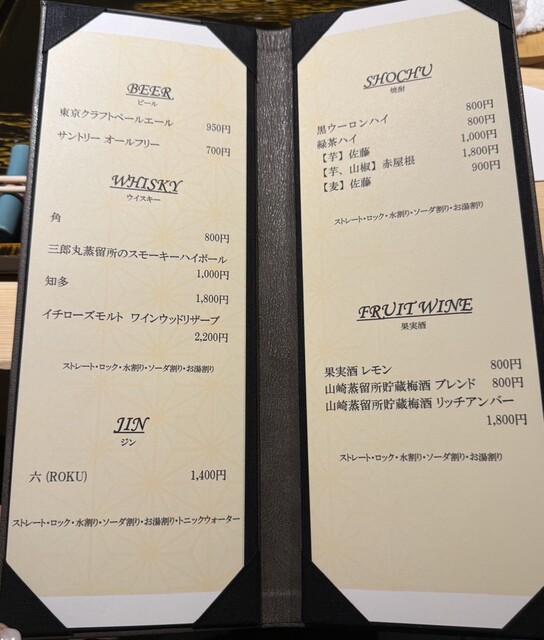 BEER
ビール
東京クラフトペールエール 950円
サントリー オールフリー 700円
WHISKY
ウイスキー
角
800円
三郎丸蒸留所のスモーキーハイボール
1,000円
知多
1,800円
イチローズモルト ワインウッドリザーブ
2,200円
ストレート・ロック・水割り・ソーダ割り・お湯割り
JIN
ジン
六 (ROKU) 1,400円
ストレート・ロック・水割り・ソーダ割り・お湯割り・トニックウォーター
SHOCHU
焼酎
黒ウーロンハイ 800円
緑茶ハイ 800円
【芋】佐藤 1,000円
【芋、山椒】赤屋根 1,800円
【麦】佐藤 900円
ストレート・ロック・水割り・ソーダ割り・お湯割り
FRUIT WINE
果実酒
果実酒 レモン 800円
山崎蒸留所貯蔵梅酒 ブレンド 800円
山崎蒸留所貯蔵梅酒 リッチアンバー
1,800円
ストレート・ロック・水割り・ソーダ割り・お湯割り